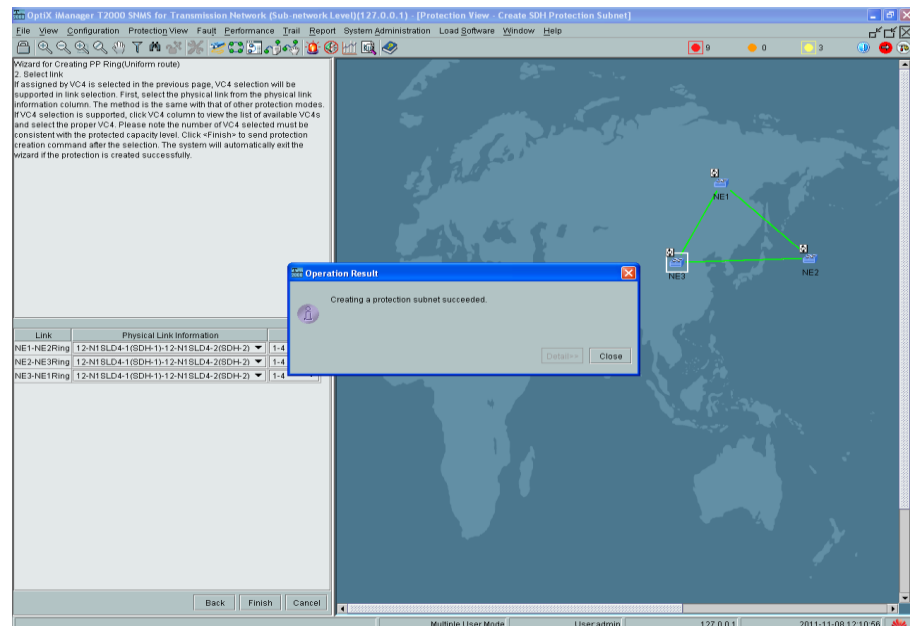 OptiX iManager T2000 SNMS for Transmission Network (Sub-network Level)(127.0.0.1) - [Protection View - Create SDH Protection Subnet]
File View Configuration Protection View Fault Performance Trail Report System Administration Load Software Window Help
9 0 3
Wizard for Creating PP Ring(Uniform route)
2. Select link
If assigned by VC4 is selected in the previous page, VC4 selection will be
supported in link selection. First, select the physical link from the physical link
information column. The method is the same with that of other protection modes.
If VC4 selection is supported, click VC4 column to view the list of available VC4s
and select the proper VC4. Please note the number of VC4 selected must be
consistent with the protected capacity level. Click <Finish> to send protection
creation command after the selection. The system will automatically exit the
wizard if the protection is created successfully.
NE1
NE2
NE3
Operation Result
Creating a protection subnet succeeded.
Detail>> Close
Link Physical Link Information
NE1-NE2Ring 12-N1SLD4-1(SDH-1)-12-N1SLD4-2(SDH-2) 1-4
NE2-NE3Ring 12-N1SLD4-1(SDH-1)-12-N1SLD4-2(SDH-2) 1-4
NE3-NE1Ring 12-N1SLD4-1(SDH-1)-12-N1SLD4-2(SDH-2) 1-4
Back Finish Cancel
Multiple User Mode User:admin 127.0.0.1 2011-11-08 12:10:56